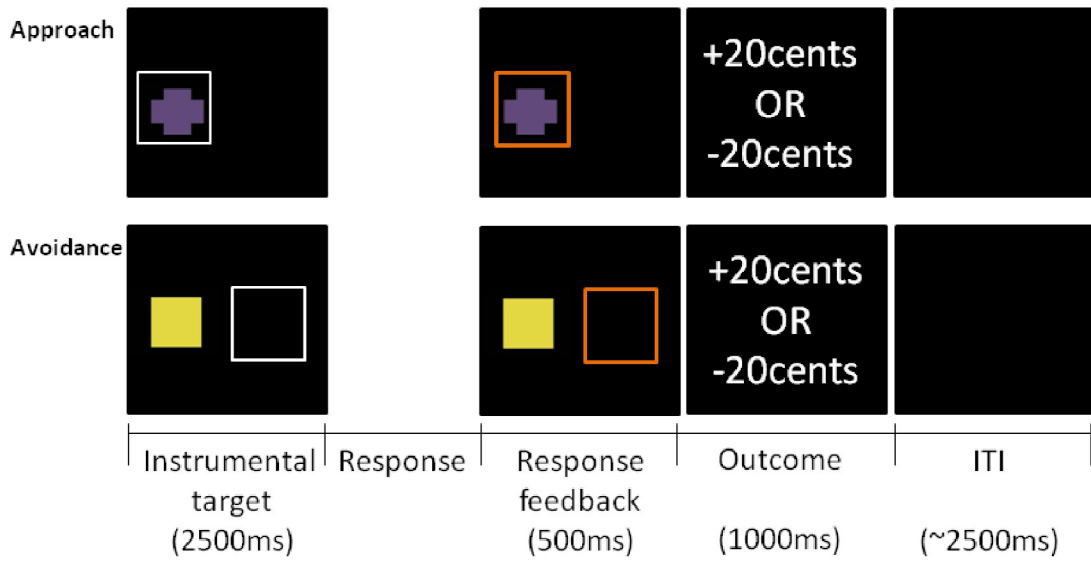 Approach
+20cents
OR
-20cents
Avoidance
+20cents
OR
-20cents
Instrumental
target
(2500ms)
Response
Response
feedback
(500ms)
Outcome
(1000ms)
ITI
(~2500ms)